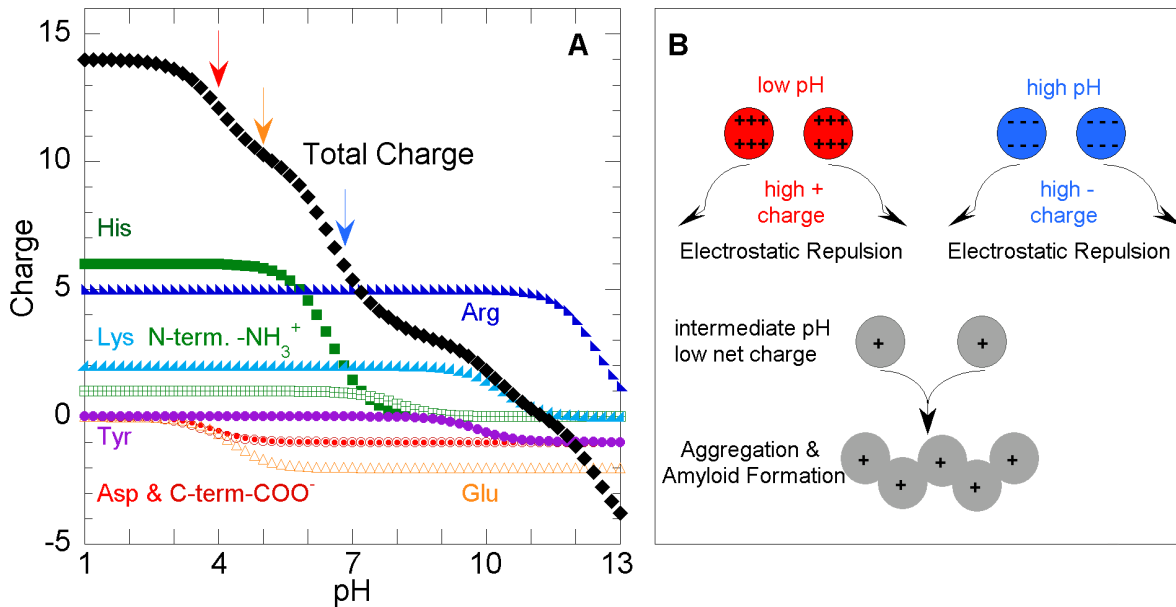 A
15
10
5
0
-5
Charge
1
4
7
10
13
pH
Total Charge
His
Arg
Lys N-term. -NH3+
Tyr
Asp & C-term-COO-
Glu
B
low pH
high pH
+++
+++
+++
+++
- - -
- - -
- - -
- - -
high +
charge
high -
charge
Electrostatic Repulsion
Electrostatic Repulsion
intermediate pH
low net charge
+
+
Aggregation &
Amyloid Formation
+
+
+
+
+